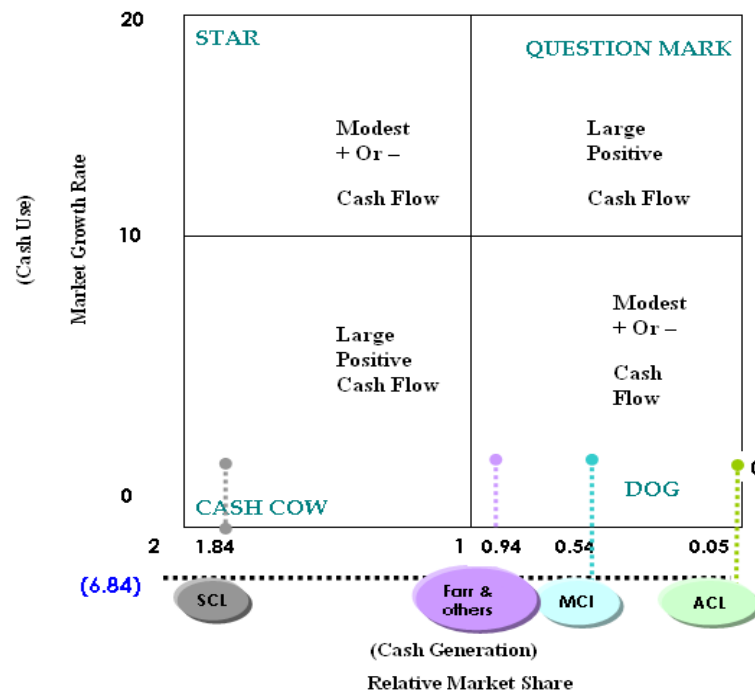 20
STAR
QUESTION MARK
Modest
+ Or –
Cash Flow
Large
Positive
Cash Flow
(Cash Use)
Market Growth Rate
10
Large
Positive
Cash Flow
Modest
+ Or –
Cash
Flow
0
CASH COW
DOG
2
1.84
1
0.94
0.54
0.05
(6.84)
SCL
Farr &
others
MCI
ACL
(Cash Generation)
Relative Market Share